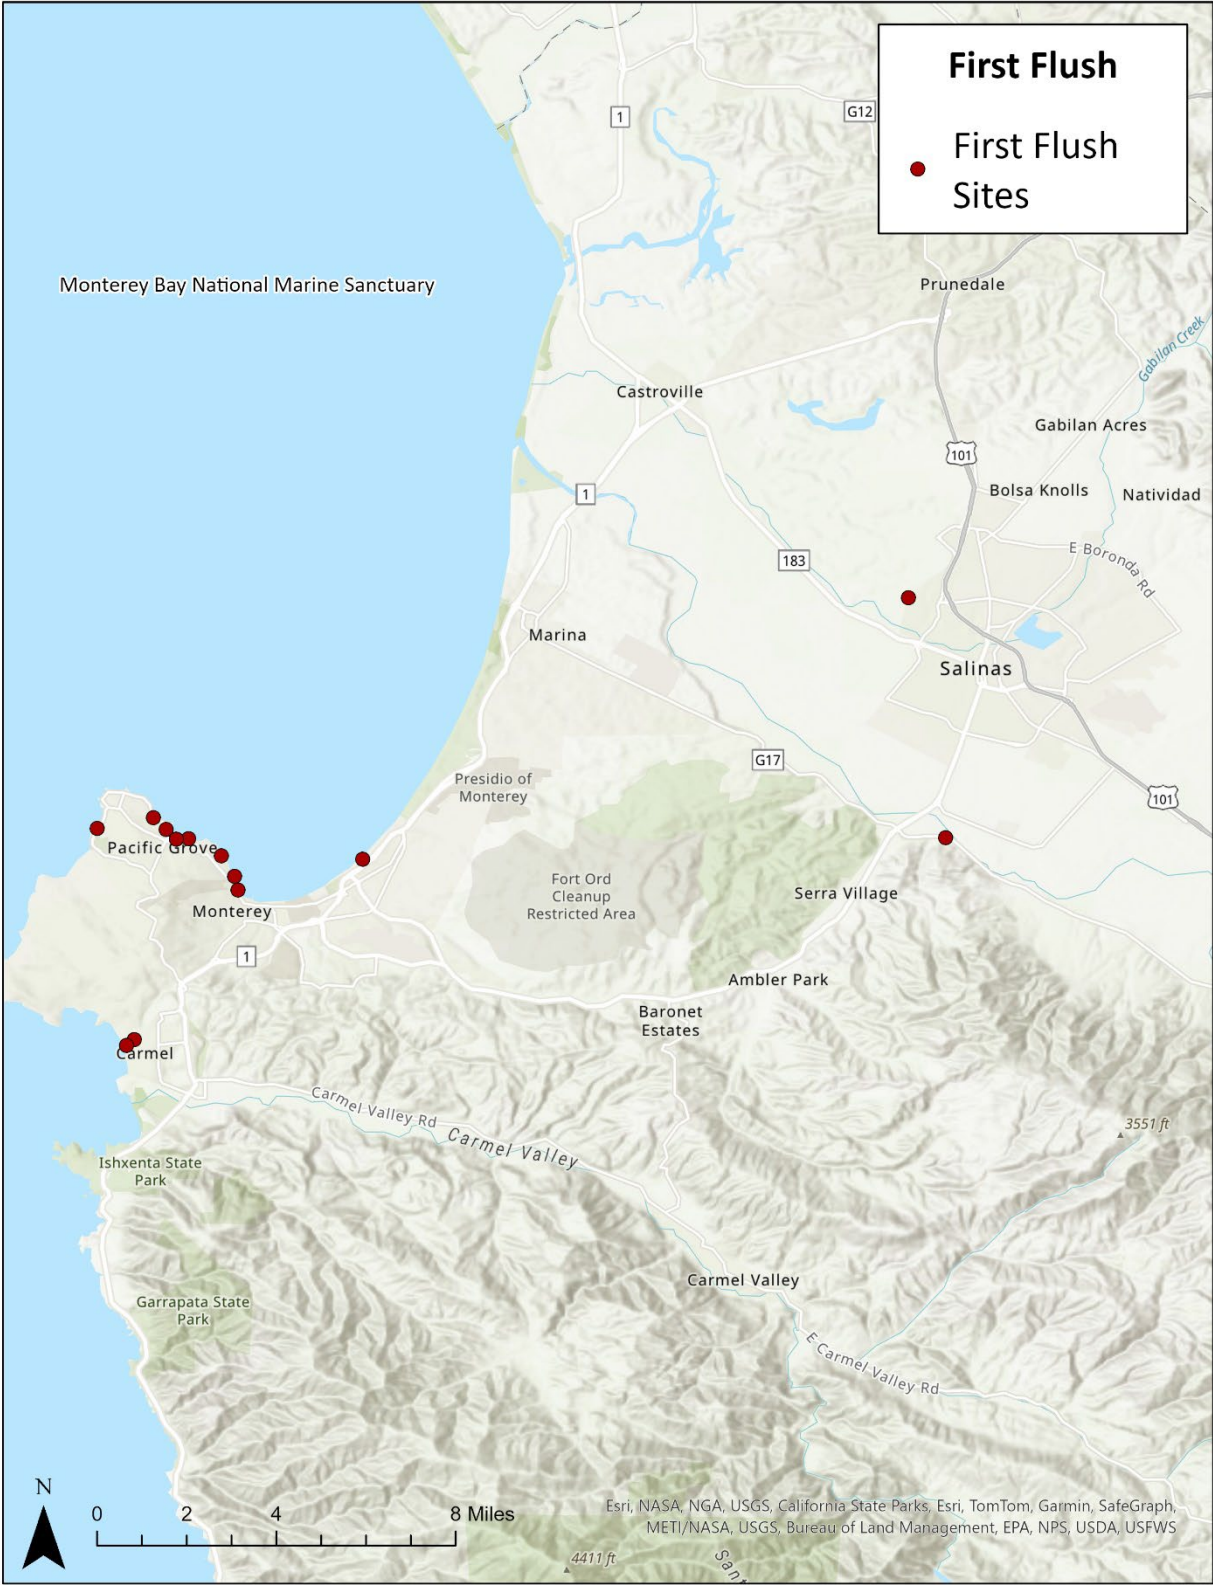 First Flush
First Flush
Sites
1
G12
Monterey Bay National Marine Sanctuary
Prunedale
Gabilan Creek
Castroville
Gabilan Acres
101
Bolsa Knolls
Natividad
1
E Boronda Rd
183
Marina
Salinas
G17
Presidio of
Monterey
101
Pacific Grove
Fort Ord
Cleanup
Restricted Area
Serra Village
Monterey
1
Ambler Park
Baronet
Estates
Carmel
Carmel Valley Rd
Carmel Valley
3551 ft
Ishxenta State
Park
Carmel Valley
Garrapata State
Park
E Carmel Valley Rd
N
0 2 4 8 Miles
Esri, NASA, NGA, USGS, California State Parks, Esri, TomTom, Garmin, SafeGraph,
METI/NASA, USGS, Bureau of Land Management, EPA, NPS, USDA, USFWS
4411 ft
Sant